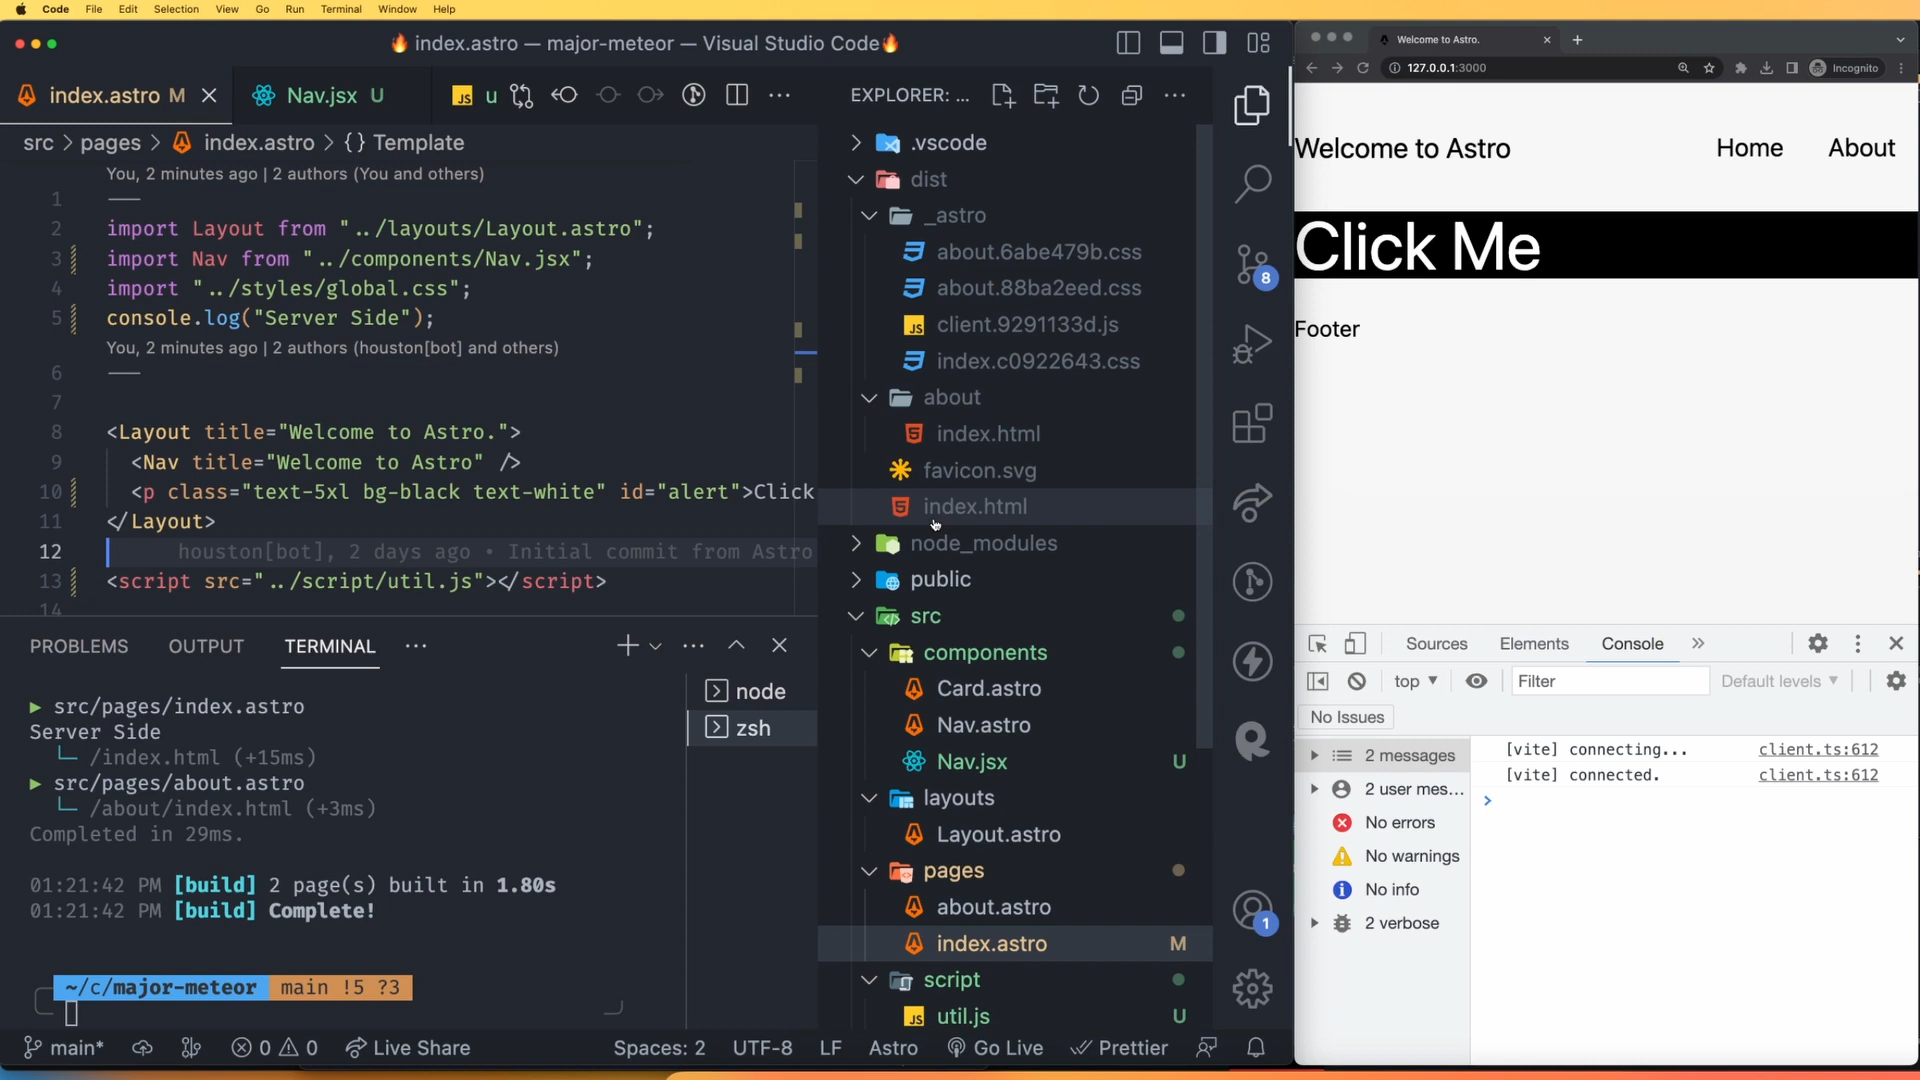 Code File Edit Selection View Go Run Terminal Window Help
🔥 index.astro — major-meteor — Visual Studio Code🔥
index.astro M
Nav.jsx U
JS u
src > pages > index.astro > {} Template
You, 2 minutes ago | 2 authors (You and others)
1 ---
2 import Layout from "../layouts/Layout.astro";
3 import Nav from "../components/Nav.jsx";
4 import "../styles/global.css";
5 console.log("Server Side");
You, 2 minutes ago | 2 authors (houston[bot] and others)
6 ---
7
8 <Layout title="Welcome to Astro.">
9 <Nav title="Welcome to Astro" />
10 <p class="text-5xl bg-black text-white" id="alert">Click
11 </Layout>
12 houston[bot], 2 days ago • Initial commit from Astro
13 <script src="../script/util.js"></script>
14
PROBLEMS OUTPUT TERMINAL
▶ src/pages/index.astro
Server Side
└─ /index.html (+15ms)
▶ src/pages/about.astro
└─ /about/index.html (+3ms)
Completed in 29ms.
01:21:42 PM [build] 2 page(s) built in 1.80s
01:21:42 PM [build] Complete!
~/c/major-meteor main !5 ?3
node
zsh
EXPLORER: ...
.vscode
dist
_astro
about.6abe479b.css
about.88ba2eed.css
JS client.9291133d.js
index.c0922643.css
about
index.html
favicon.svg
index.html
node_modules
public
src
components
Card.astro
Nav.astro
Nav.jsx U
layouts
Layout.astro
pages
about.astro
index.astro M
script
JS util.js U
8
1
main* 0 0 Live Share Spaces: 2 UTF-8 LF Astro Go Live Prettier
Welcome to Astro.
127.0.0.1:3000
Incognito
Welcome to Astro Home About
Click Me
Footer
Sources Elements Console
top Filter Default levels
No Issues
2 messages
2 user mes...
No errors
No warnings
No info
2 verbose
[vite] connecting... client.ts:612
[vite] connected. client.ts:612